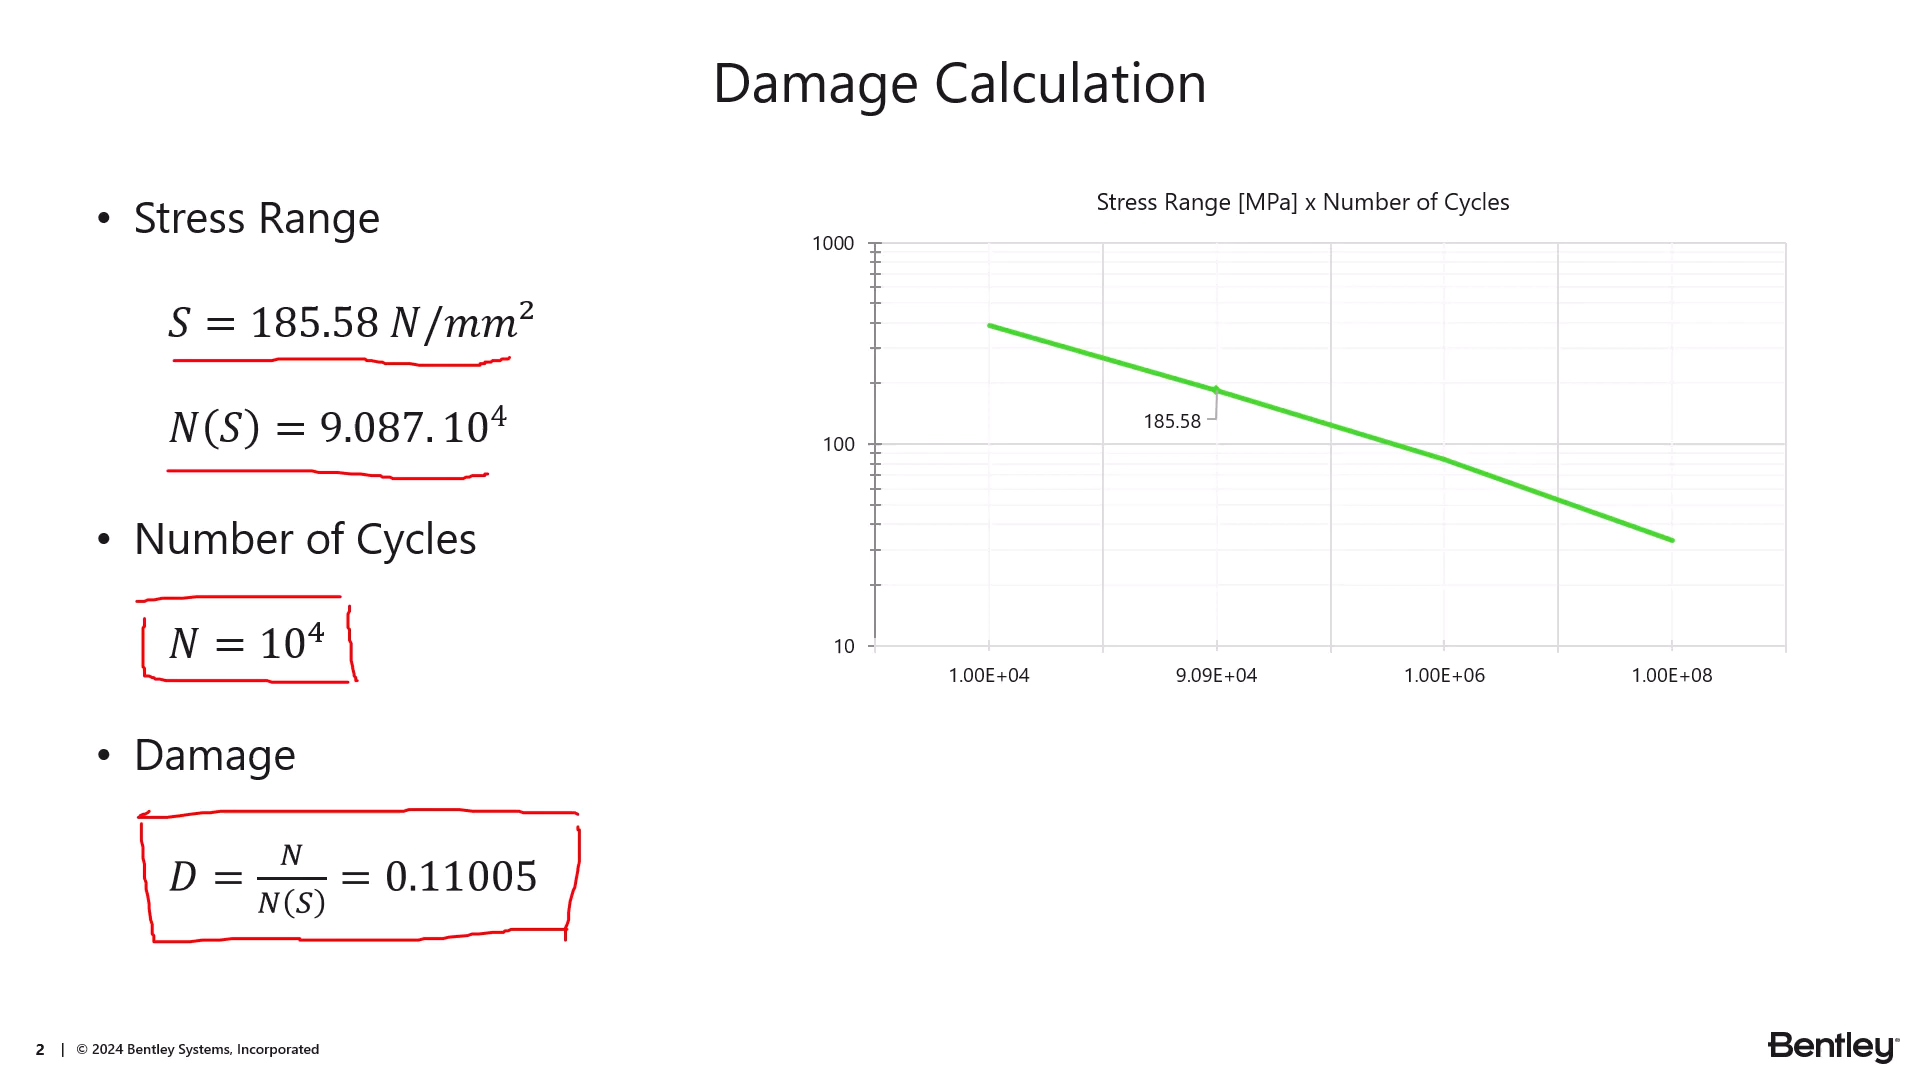 Damage Calculation
• Stress Range
S = 185.58 N/mm²
N(S) = 9.087. 10⁴
• Number of Cycles
N = 10⁴
• Damage
D = N/N(S) = 0.11005
Stress Range [MPa] x Number of Cycles
1000
100
10
185.58
1.00E+04 9.09E+04 1.00E+06 1.00E+08
2 | © 2024 Bentley Systems, Incorporated
Bentley